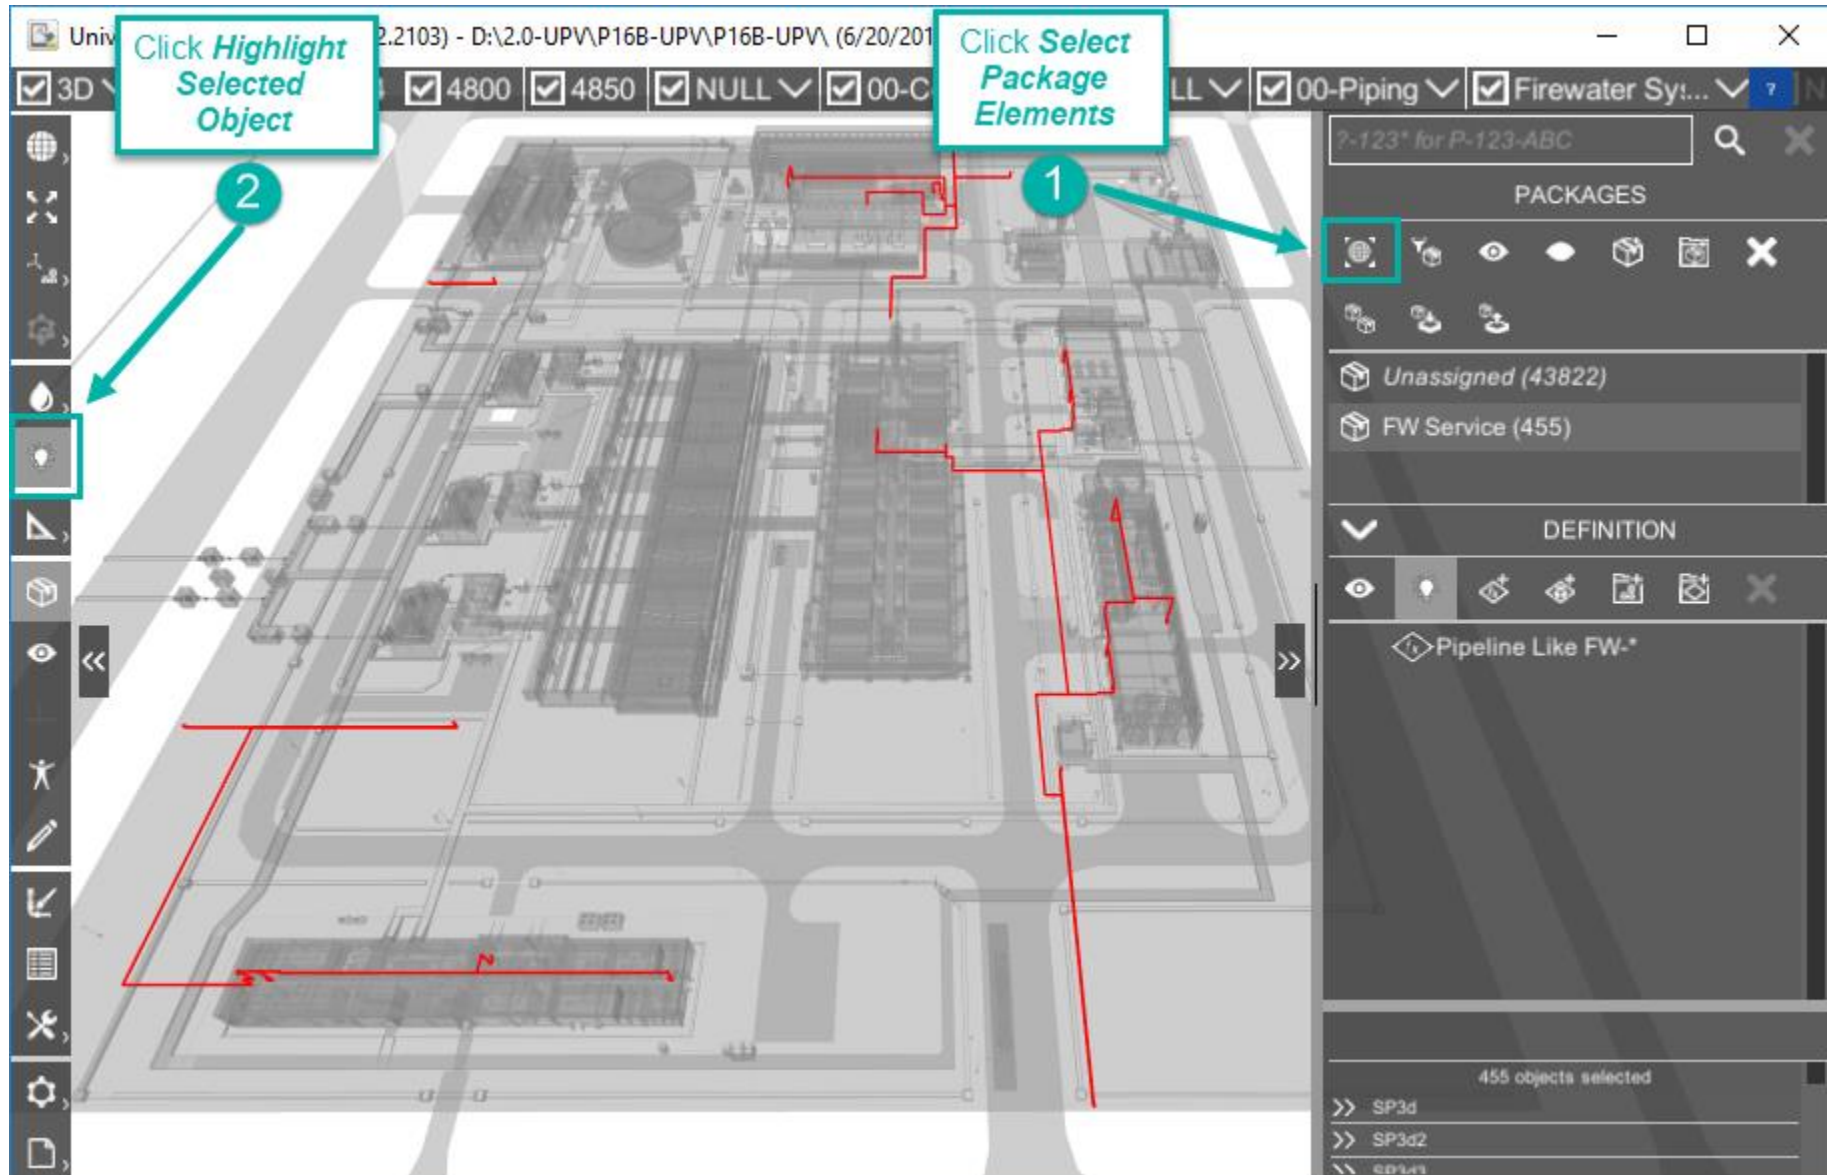 Univ
2.2103) - D:\2.0-UPV\P16B-UPV\P16B-UPV\ (6/20/201
Click Highlight
Selected
Object
2
Click Select
Package
Elements
1
3D
4800
4850
NULL
00-C
LL
00-Piping
Firewater Sy:...
?
?-123* for P-123-ABC
PACKAGES
Unassigned (43822)
FW Service (455)
DEFINITION
Pipeline Like FW-*
455 objects selected
SP3d
SP3d2
SP3d3